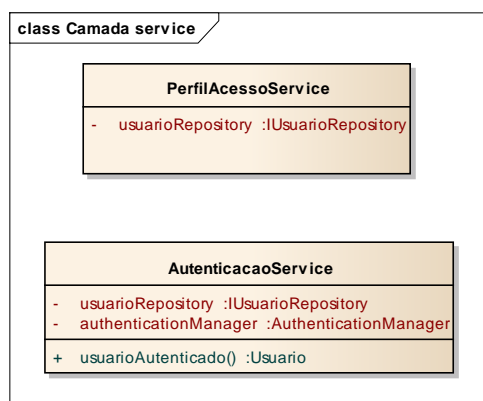 class Camada service
PerfilAcessoService
- usuarioRepository :IUsuarioRepository
AutenticacaoService
- usuarioRepository :IUsuarioRepository
- authenticationManager :AuthenticationManager
+ usuarioAutenticado() :Usuario